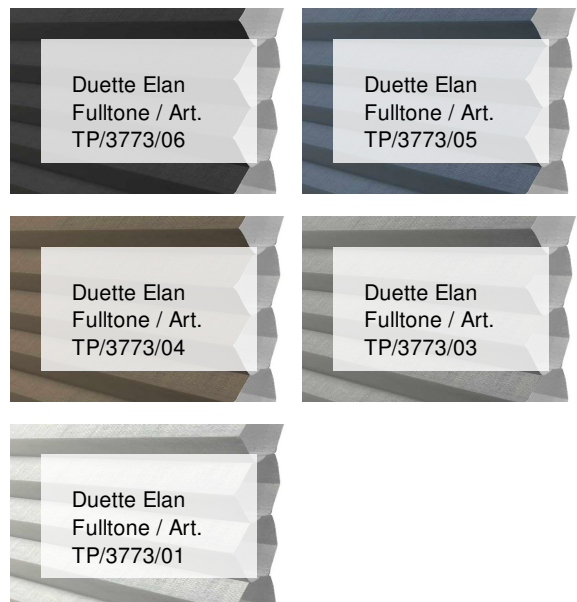 Duette Elan
Fulltone / Art.
TP/3773/06
Duette Elan
Fulltone / Art.
TP/3773/05
Duette Elan
Fulltone / Art.
TP/3773/04
Duette Elan
Fulltone / Art.
TP/3773/03
Duette Elan
Fulltone / Art.
TP/3773/01